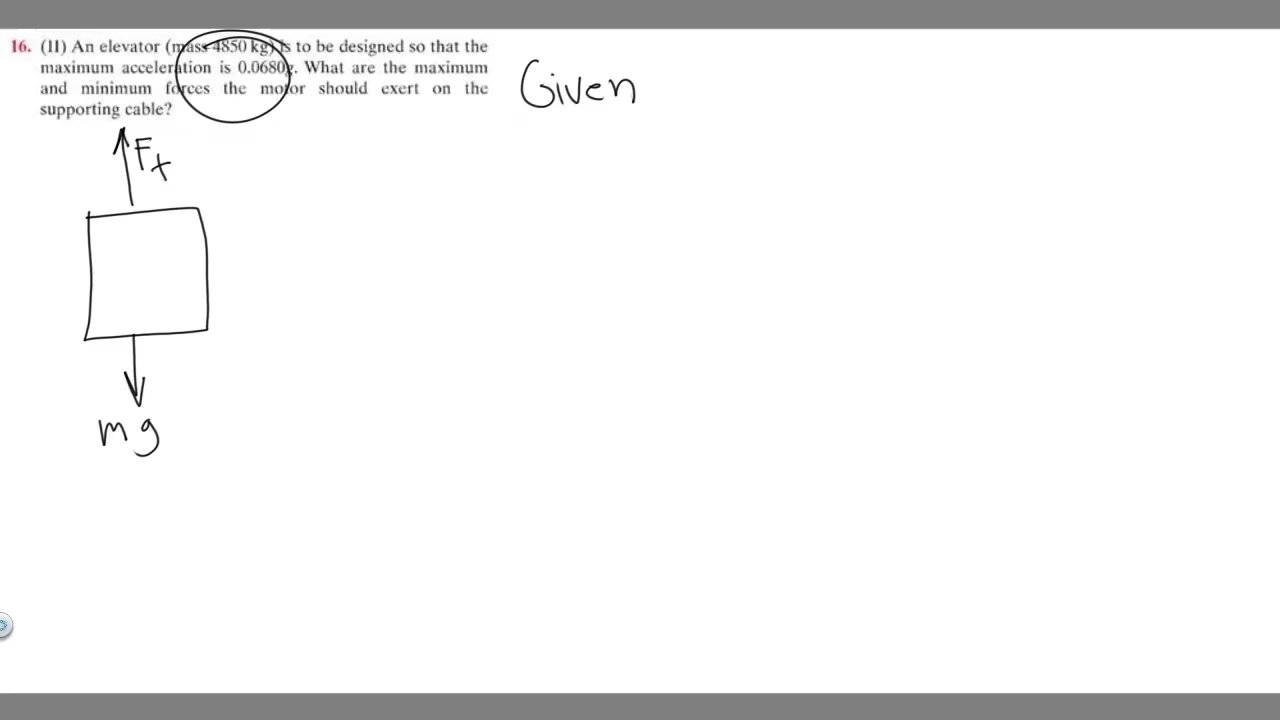 16. (II) An elevator (mass 4850 kg) is to be designed so that the
maximum acceleration is 0.0680g. What are the maximum
and minimum forces the motor should exert on the
supporting cable?
Given
F_T
mg